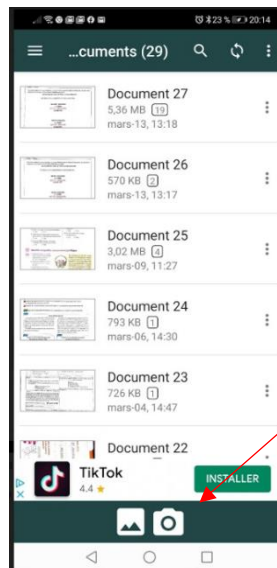 23 % 20:14
...cuments (29)
Document 27
5,36 MB 19
mars-13, 13:18
Document 26
570 KB 2
mars-13, 13:17
Document 25
3,02 MB 4
mars-09, 11:27
Document 24
793 KB 1
mars-06, 14:30
Document 23
726 KB 1
mars-04, 14:47
Document 22
TikTok
4.4
INSTALLER